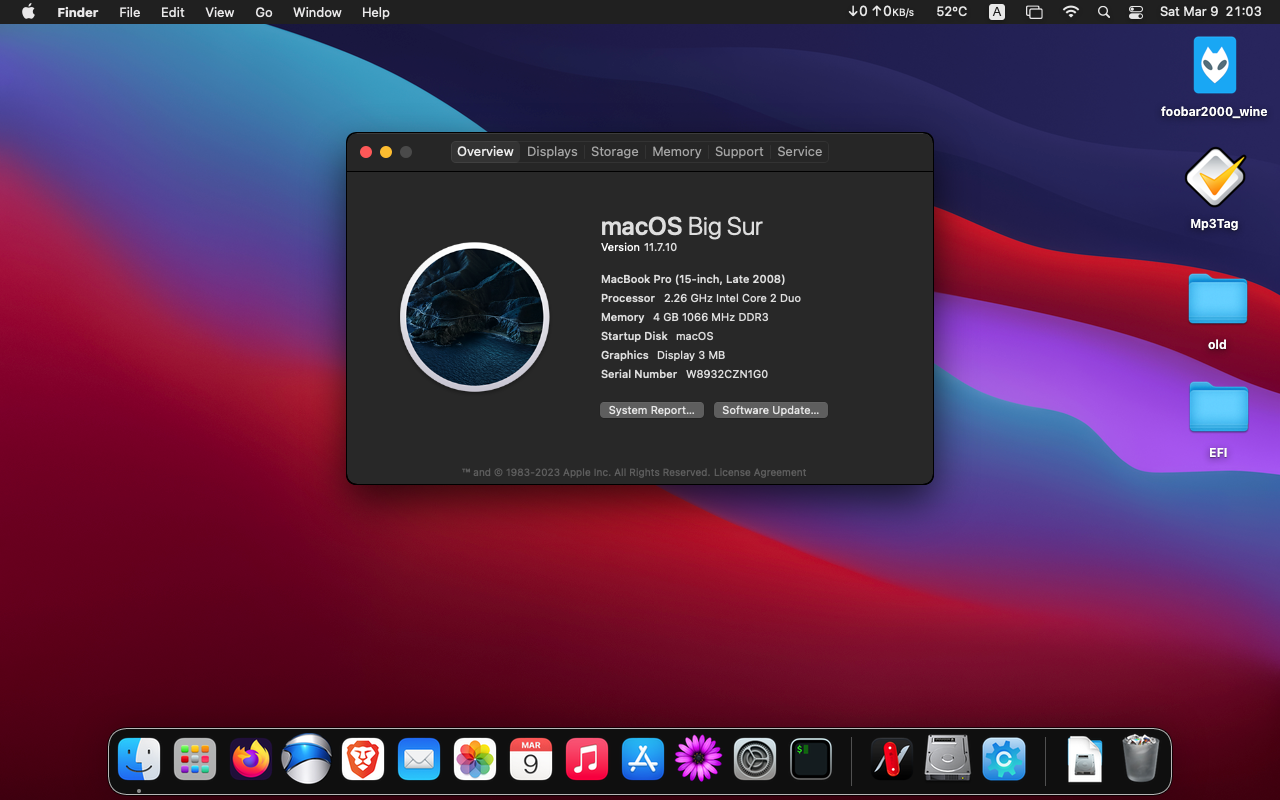 Finder File Edit View Go Window Help ↓0 ↑0KB/s 52°C A Sat Mar 9 21:03
foobar2000_wine
Mp3Tag
old
EFI
Overview Displays Storage Memory Support Service
macOS Big Sur
Version 11.7.10
MacBook Pro (15-inch, Late 2008)
Processor 2.26 GHz Intel Core 2 Duo
Memory 4 GB 1066 MHz DDR3
Startup Disk macOS
Graphics Display 3 MB
Serial Number W8932CZN1G0
System Report... Software Update...
™ and © 1983-2023 Apple Inc. All Rights Reserved. License Agreement
MAR
9
$
C